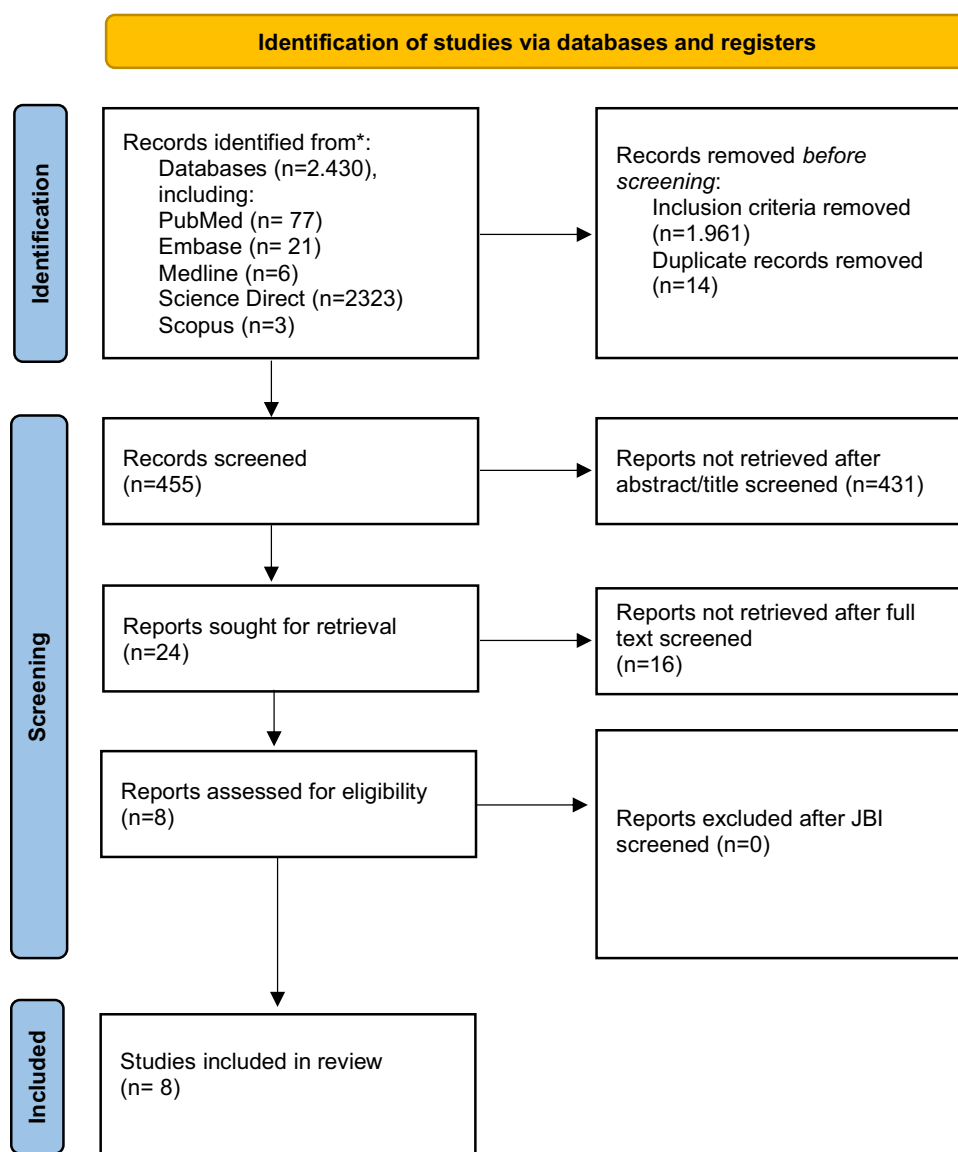 Identification of studies via databases and registers
Identification
Records identified from*:
Databases (n=2.430),
including:
PubMed (n= 77)
Embase (n= 21)
Medline (n=6)
Science Direct (n=2323)
Scopus (n=3)
Records removed before
screening:
Inclusion criteria removed
(n=1.961)
Duplicate records removed
(n=14)
Screening
Records screened
(n=455)
Reports not retrieved after
abstract/title screened (n=431)
Reports sought for retrieval
(n=24)
Reports not retrieved after full
text screened
(n=16)
Reports assessed for eligibility
(n=8)
Reports excluded after JBI
screened (n=0)
Included
Studies included in review
(n= 8)